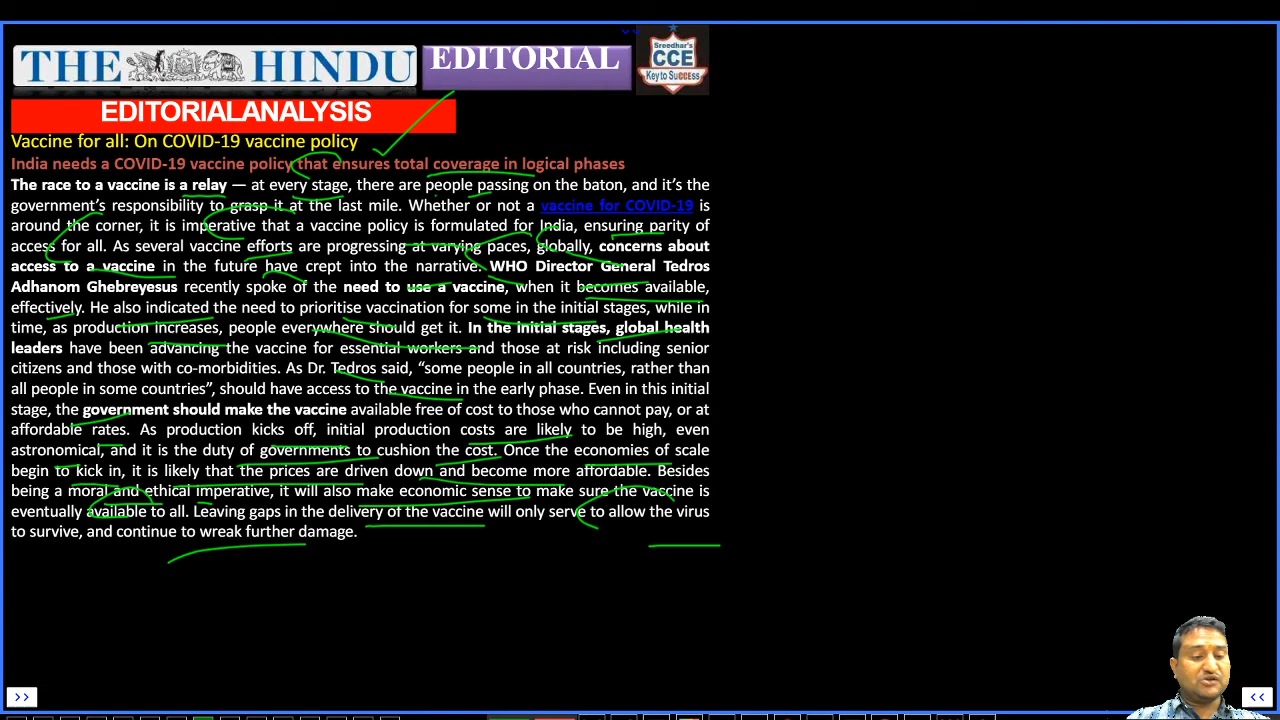 THE HINDU
EDITORIAL
Sreedhar's
CCE
Key to Success
EDITORIALANALYSIS
Vaccine for all: On COVID-19 vaccine policy
India needs a COVID-19 vaccine policy that ensures total coverage in logical phases
The race to a vaccine is a relay — at every stage, there are people passing on the baton, and it's the
government's responsibility to grasp it at the last mile. Whether or not a vaccine for COVID-19 is
around the corner, it is imperative that a vaccine policy is formulated for India, ensuring parity of
access for all. As several vaccine efforts are progressing at varying paces, globally, concerns about
access to a vaccine in the future have crept into the narrative. WHO Director General Tedros
Adhanom Ghebreyesus recently spoke of the need to use a vaccine, when it becomes available,
effectively. He also indicated the need to prioritise vaccination for some in the initial stages, while in
time, as production increases, people everywhere should get it. In the initial stages, global health
leaders have been advancing the vaccine for essential workers and those at risk including senior
citizens and those with co-morbidities. As Dr. Tedros said, “some people in all countries, rather than
all people in some countries”, should have access to the vaccine in the early phase. Even in this initial
stage, the government should make the vaccine available free of cost to those who cannot pay, or at
affordable rates. As production kicks off, initial production costs are likely to be high, even
astronomical, and it is the duty of governments to cushion the cost. Once the economies of scale
begin to kick in, it is likely that the prices are driven down and become more affordable. Besides
being a moral and ethical imperative, it will also make economic sense to make sure the vaccine is
eventually available to all. Leaving gaps in the delivery of the vaccine will only serve to allow the virus
to survive, and continue to wreak further damage.
>>
<<